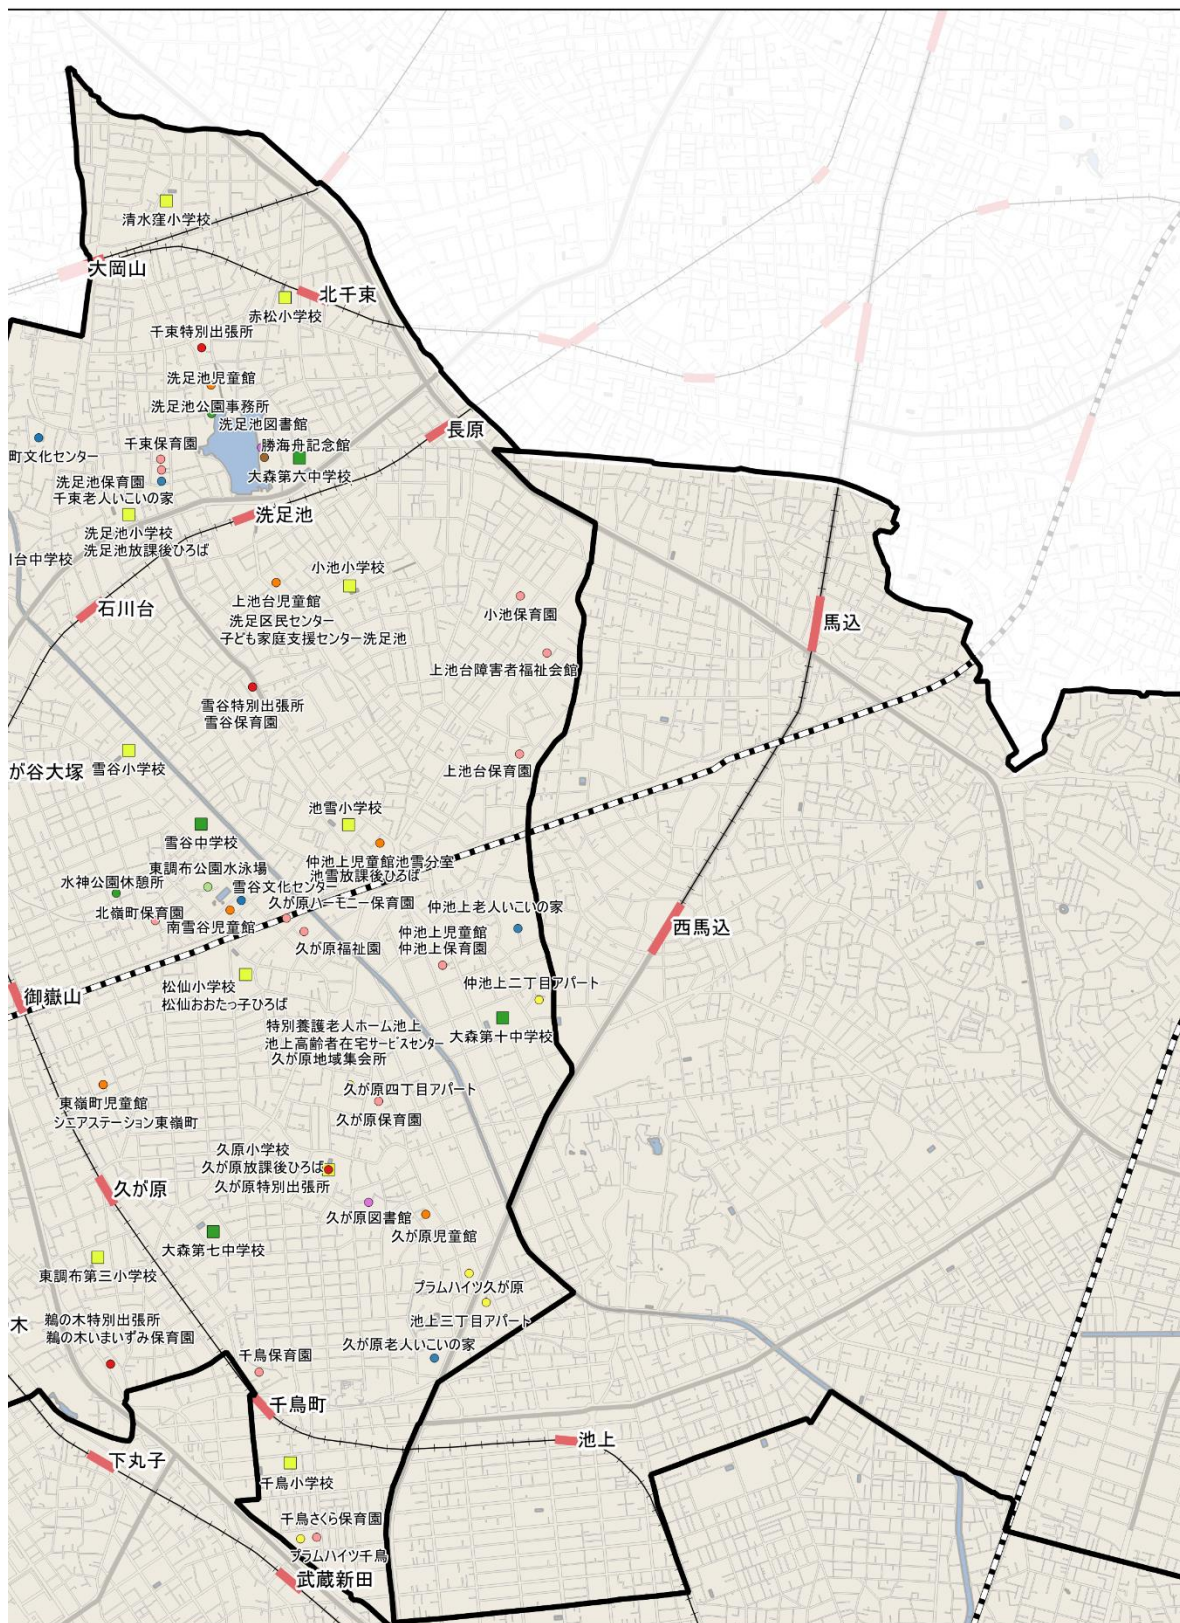 清水窪小学校
大岡山
北千束
赤松小学校
千束特別出張所
洗足池児童館
洗足池公園事務所
洗足池図書館
長原
勝海舟記念館
千束保育園
町文化センター
大森第六中学校
洗足池保育園
千束老人いこいの家
洗足池
洗足池小学校
洗足池放課後ひろば
川台中学校
小池小学校
石川台
上池台児童館
小池保育園
洗足区民センター
馬込
子ども家庭支援センター洗足池
上池台障害者福祉会館
雪谷特別出張所
雪谷保育園
が谷大塚
雪谷小学校
上池台保育園
池雪小学校
雪谷中学校
仲池上児童館池雪分室
東調布公園水泳場
池雪放課後ひろば
水神公園休憩所
雪谷文化センター
久が原ハーモニー保育園
仲池上老人いこいの家
北嶺町保育園
南雪谷児童館
西馬込
仲池上児童館
久が原福祉園
仲池上保育園
松仙小学校
仲池上二丁目アパート
御嶽山
松仙おおたっ子ひろば
特別養護老人ホーム池上
大森第十中学校
池上高齢者在宅サービスセンター
久が原地域集会所
久が原四丁目アパート
東嶺町児童館
シニアステーション東嶺町
久が原保育園
久原小学校
久が原放課後ひろば
久が原特別出張所
久が原
久が原図書館
久が原児童館
大森第七中学校
東調布第三小学校
プラムハイツ久が原
鵜の木特別出張所
木
池上三丁目アパート
鵜の木いまいずみ保育園
久が原老人いこいの家
千鳥保育園
千鳥町
池上
下丸子
千鳥小学校
千鳥さくら保育園
プラムハイツ千鳥
武蔵新田